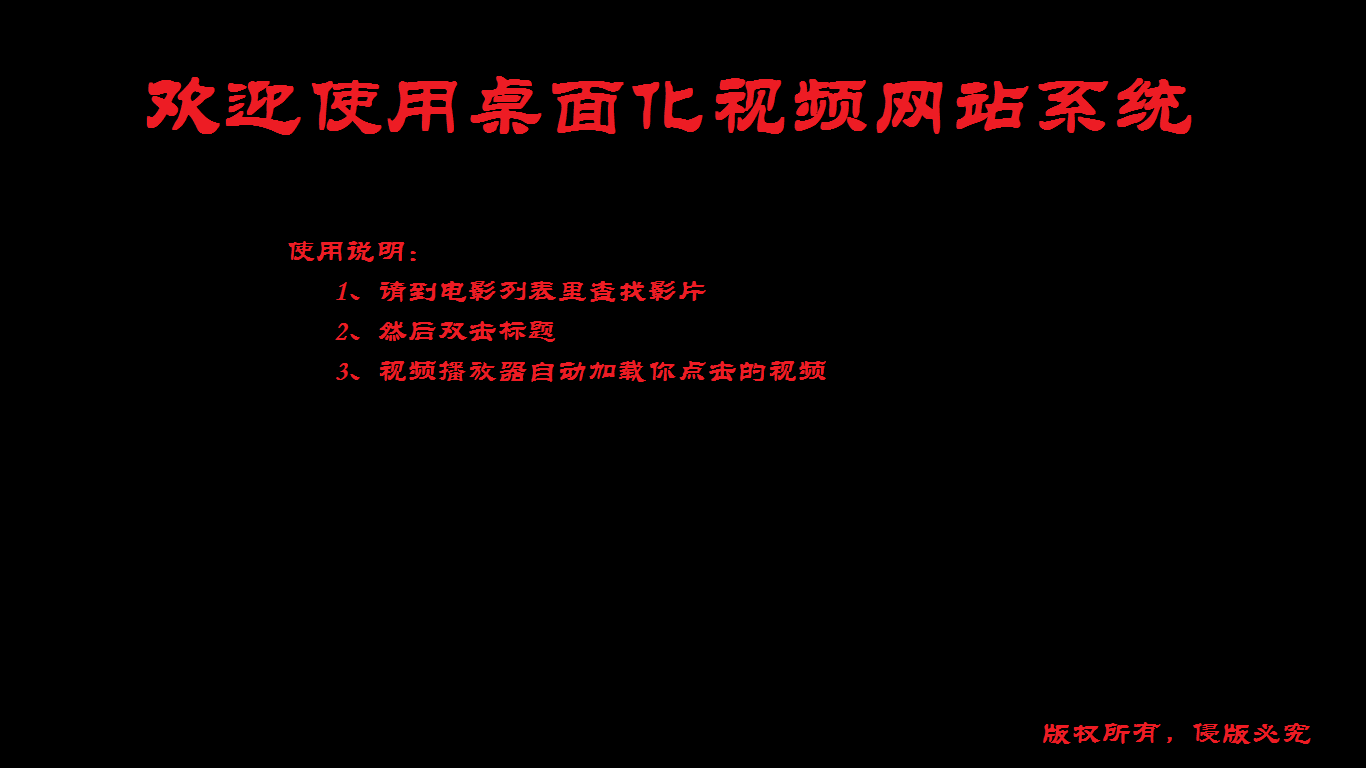 欢迎使用桌面化视频网站系统
使用说明：
1、请到电影列表里查找影片
2、然后双击标题
3、视频播放器自动加载你点击的视频
版权所有，侵版必究